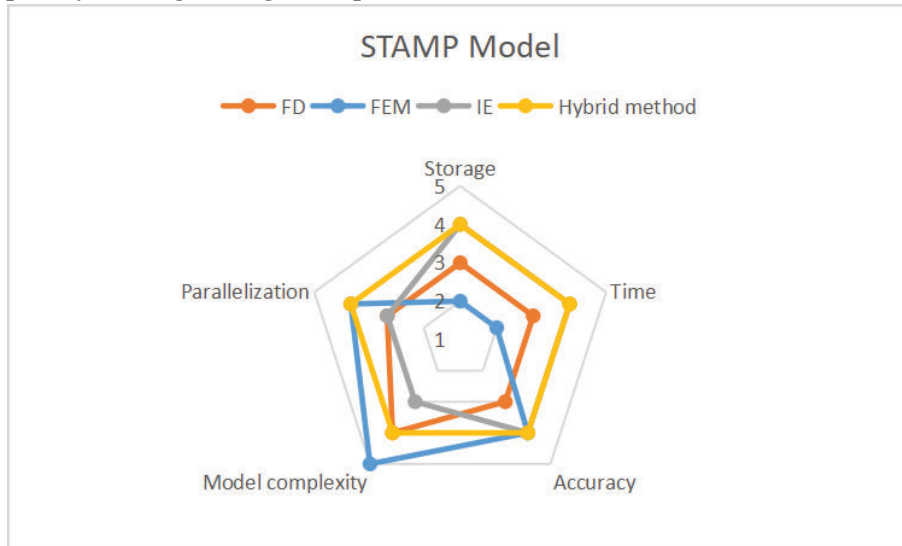 STAMP Model
FD FEM IE Hybrid method
Storage
5
4
3
2
1
Parallelization
Time
Model complexity
Accuracy